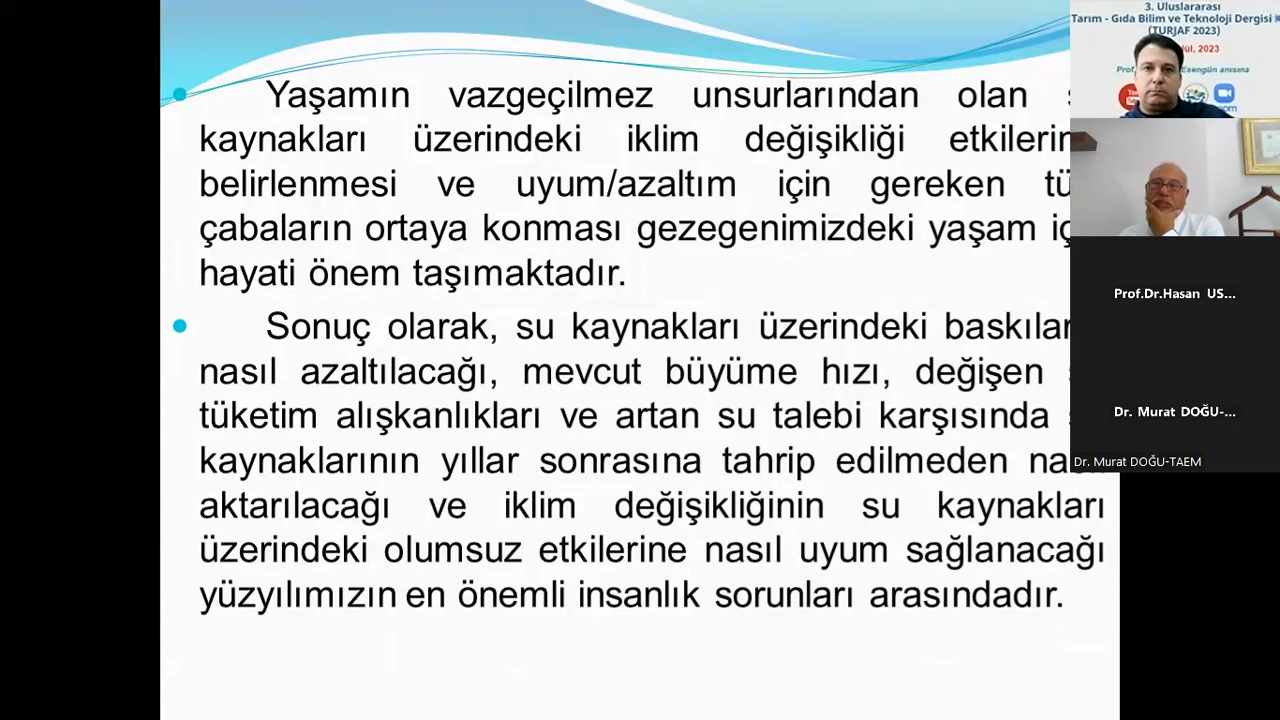 Yaşamın vazgeçilmez unsurlarından olan
kaynakları üzerindeki iklim değişikliği
belirlenmesi ve uyum/azaltım için gereken
çabaların ortaya konması gezegenimizdeki yaşam
hayati önem taşımaktadır.
Sonuç olarak, su kaynakları üzerindeki
nasıl azaltılacağı, mevcut büyüme hızı, değişen
tüketim alışkanlıkları ve artan su talebi karşısında
kaynaklarının yıllar sonrasına tahrip edilmeden
aktarılacağı ve iklim değişikliğinin su kaynakları
üzerindeki olumsuz etkilerine nasıl uyum sağlanacağı
yüzyılımızın en önemli insanlık sorunları arasındadır.
3. Uluslararası
Tarım - Gıda Bilim ve Teknoloji Dergisi
(TURJAF 2023)
2023
Esengün anısına
Prof.Dr.Hasan US...
Dr. Murat DOĞU-...
Dr. Murat DOĞU-TAEM